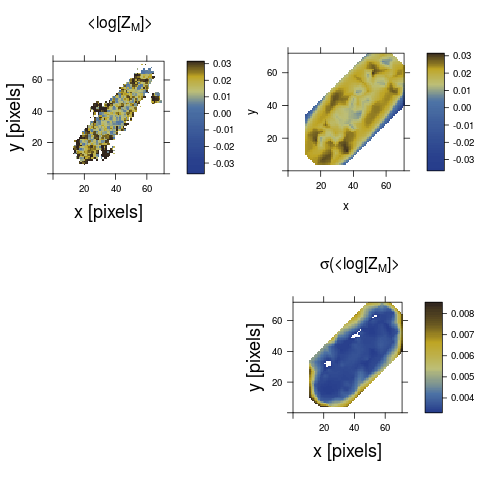 <log[Z_M]>
60
40
20
20 40 60
x [pixels]
y [pixels]
0.03
0.02
0.01
0.00
-0.01
-0.02
-0.03
60
40
20
20 40 60
x
y
0.03
0.02
0.01
0.00
-0.01
-0.02
-0.03
σ(<log[Z_M]>
60
40
20
20 40 60
x [pixels]
y [pixels]
0.008
0.007
0.006
0.005
0.004